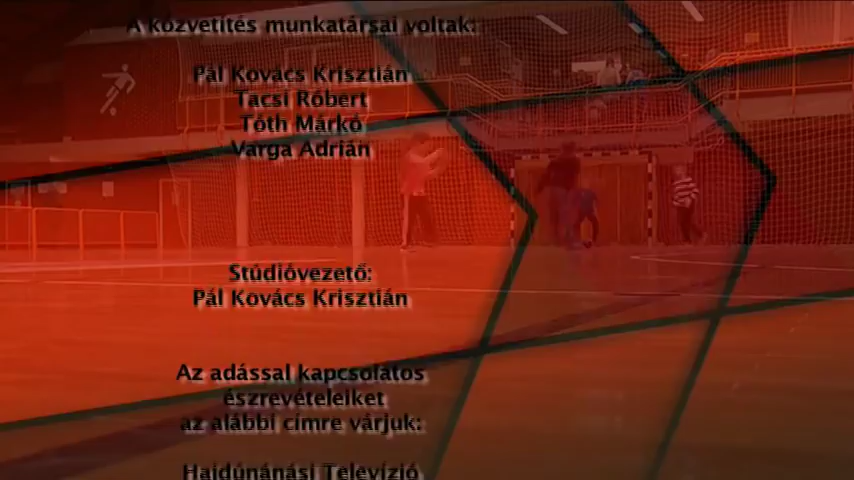 A közvetítés munkatársai voltak:
Pál Kovács Krisztián
Tacsi Róbert
Tóth Márkó
Varga Adrián
Stúdióvezető:
Pál Kovács Krisztián
Az adással kapcsolatos
észrevételeiket
az alábbi címre várjuk:
Hajdúnánási Televízió